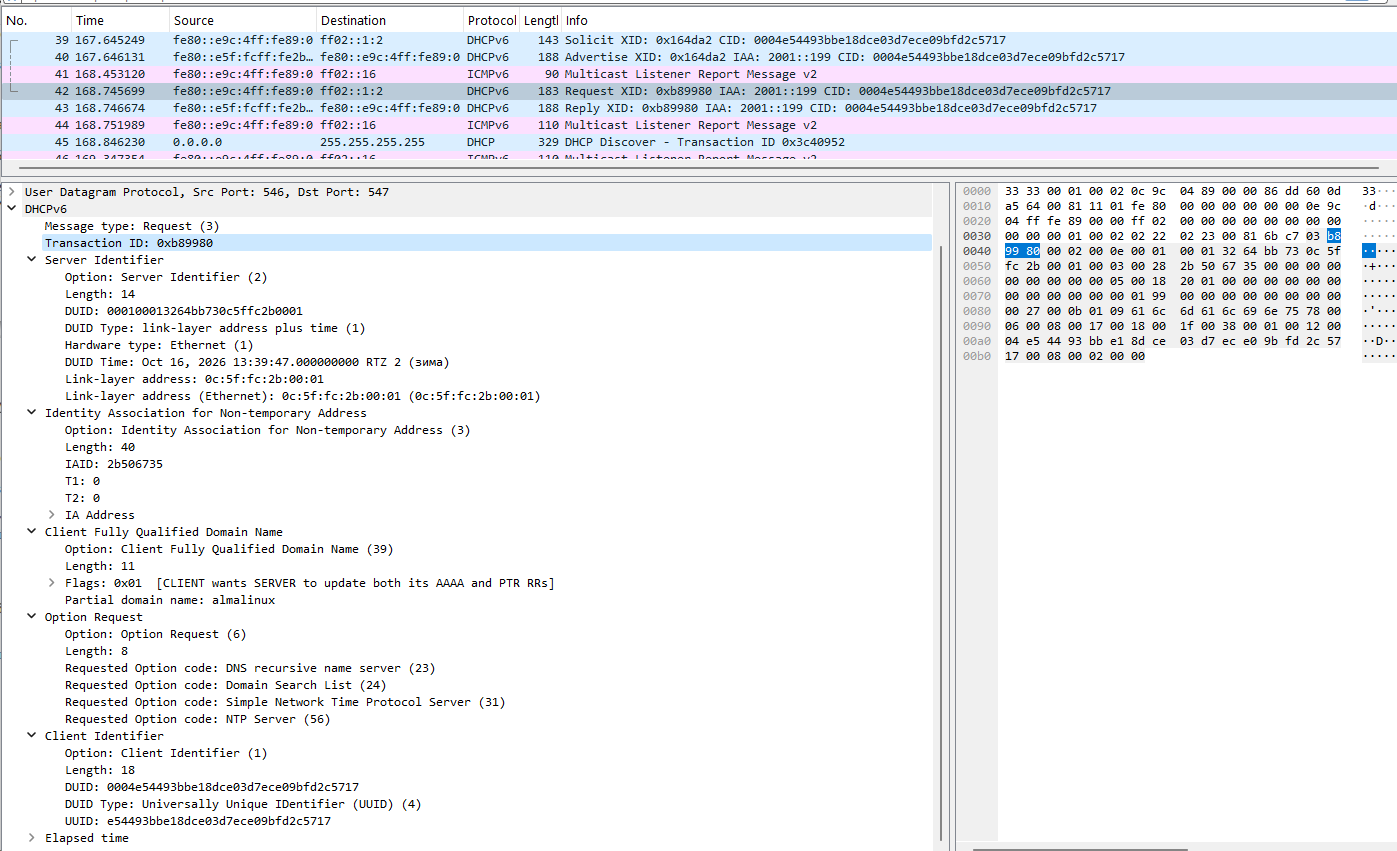 No. Time Source Destination Protocol Lengtl Info
39 167.645249 fe80::e9c:4ff:fe89:0 ff02::1:2 DHCPv6 143 Solicit XID: 0x164da2 CID: 0004e54493bbe18dce03d7ece09bfd2c5717
40 167.646131 fe80::e5f:fcff:fe2b… fe80::e9c:4ff:fe89:0 DHCPv6 188 Advertise XID: 0x164da2 IAA: 2001::199 CID: 0004e54493bbe18dce03d7ece09bfd2c5717
41 168.453120 fe80::e9c:4ff:fe89:0 ff02::16 ICMPv6 90 Multicast Listener Report Message v2
42 168.745699 fe80::e9c:4ff:fe89:0 ff02::1:2 DHCPv6 183 Request XID: 0xb89980 IAA: 2001::199 CID: 0004e54493bbe18dce03d7ece09bfd2c5717
43 168.746674 fe80::e5f:fcff:fe2b… fe80::e9c:4ff:fe89:0 DHCPv6 188 Reply XID: 0xb89980 IAA: 2001::199 CID: 0004e54493bbe18dce03d7ece09bfd2c5717
44 168.751989 fe80::e9c:4ff:fe89:0 ff02::16 ICMPv6 110 Multicast Listener Report Message v2
45 168.846230 0.0.0.0 255.255.255.255 DHCP 329 DHCP Discover - Transaction ID 0x3c40952
46 169.347354 fe80::e9c:4ff:fe89:0 ff02::16 ICMPv6 110 Multicast Listener Report Message v2
User Datagram Protocol, Src Port: 546, Dst Port: 547
DHCPv6
Message type: Request (3)
Transaction ID: 0xb89980
Server Identifier
Option: Server Identifier (2)
Length: 14
DUID: 000100013264bb730c5ffc2b0001
DUID Type: link-layer address plus time (1)
Hardware type: Ethernet (1)
DUID Time: Oct 16, 2026 13:39:47.000000000 RTZ 2 (зима)
Link-layer address: 0c:5f:fc:2b:00:01
Link-layer address (Ethernet): 0c:5f:fc:2b:00:01 (0c:5f:fc:2b:00:01)
Identity Association for Non-temporary Address
Option: Identity Association for Non-temporary Address (3)
Length: 40
IAID: 2b506735
T1: 0
T2: 0
IA Address
Client Fully Qualified Domain Name
Option: Client Fully Qualified Domain Name (39)
Length: 11
Flags: 0x01 [CLIENT wants SERVER to update both its AAAA and PTR RRs]
Partial domain name: almalinux
Option Request
Option: Option Request (6)
Length: 8
Requested Option code: DNS recursive name server (23)
Requested Option code: Domain Search List (24)
Requested Option code: Simple Network Time Protocol Server (31)
Requested Option code: NTP Server (56)
Client Identifier
Option: Client Identifier (1)
Length: 18
DUID: 0004e54493bbe18dce03d7ece09bfd2c5717
DUID Type: Universally Unique IDentifier (UUID) (4)
UUID: e54493bbe18dce03d7ece09bfd2c5717
Elapsed time
0000 33 33 00 01 00 02 0c 9c 04 89 00 00 86 dd 60 0d 33···
0010 a5 64 00 81 11 01 fe 80 00 00 00 00 00 00 0e 9c ·d··
0020 04 ff fe 89 00 00 ff 02 00 00 00 00 00 00 00 00 ·····
0030 00 00 00 01 00 02 02 22 02 23 00 81 6b c7 03 b8 ·····
0040 99 80 00 02 00 0e 00 01 00 01 32 64 bb 73 0c 5f ·····
0050 fc 2b 00 01 00 03 00 28 2b 50 67 35 00 00 00 00 ·+···
0060 00 00 00 00 00 05 00 18 20 01 00 00 00 00 00 00 ·····
0070 00 00 00 00 00 00 01 99 00 00 00 00 00 00 00 00 ·····
0080 00 27 00 0b 01 09 61 6c 6d 61 6c 69 6e 75 78 00 ·'···
0090 06 00 08 00 17 00 18 00 1f 00 38 00 01 00 12 00 ·····
00a0 04 e5 44 93 bb e1 8d ce 03 d7 ec e0 9b fd 2c 57 ··D··
00b0 17 00 08 00 02 00 00 ·····